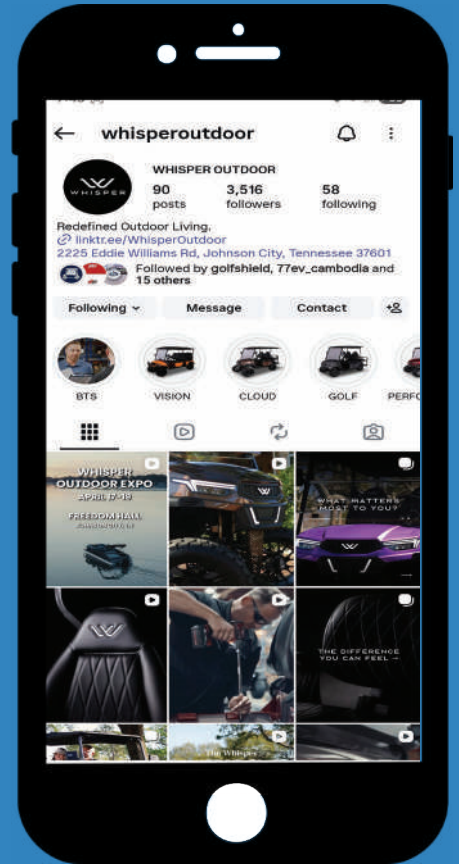 whisperoutdoor
WHISPER
WHISPER OUTDOOR
90 3,516 58
posts followers following
Redefined Outdoor Living.
linktr.ee/WhisperOutdoor
2225 Eddie Williams Rd, Johnson City, Tennessee 37601
Followed by golfshield, 77ev_cambodia and
15 others
Following Message Contact
BTS VISION CLOUD GOLF PERFO
WHISPER
OUTDOOR EXPO
APRIL 17-19
FREEDOM HALL
WHAT MATTERS
MOST TO YOU?
THE DIFFERENCE
YOU CAN FEEL →
The Whisper